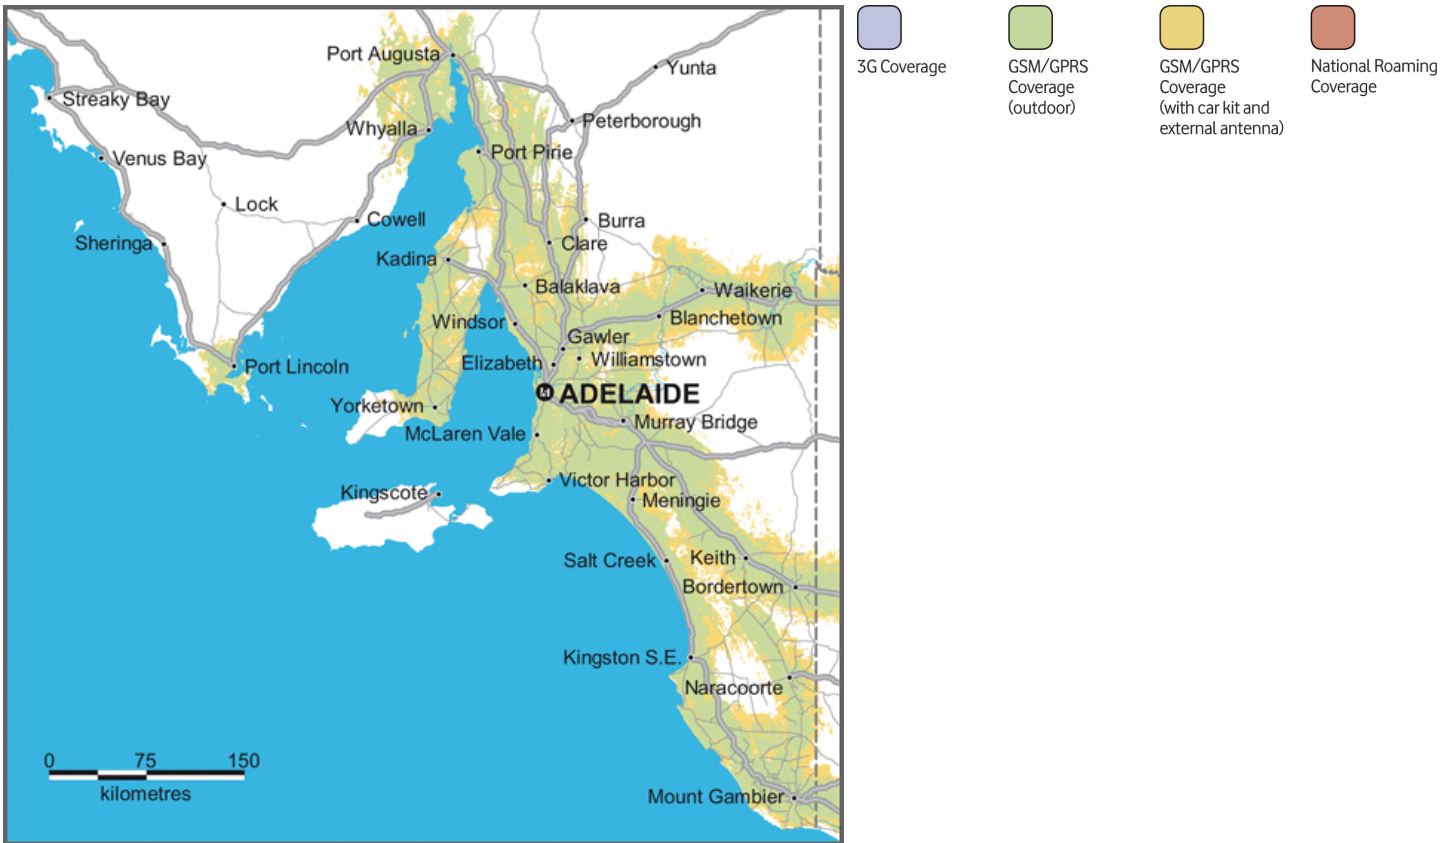 Port Augusta
Yunta
Streaky Bay
Peterborough
Whyalla
Port Pirie
Venus Bay
Lock
Cowell
Burra
Sheringa
Clare
Kadina
Balaklava
Waikerie
Windsor
Blanchetown
Gawler
Elizabeth
Williamstown
Port Lincoln
ADELAIDE
Yorketown
Murray Bridge
McLaren Vale
Victor Harbor
Kingscote
Meningie
Salt Creek
Keith
Bordertown
Kingston S.E.
Naracoorte
0 75 150
kilometres
Mount Gambier
3G Coverage
GSM/GPRS
Coverage
(outdoor)
GSM/GPRS
Coverage
(with car kit and
external antenna)
National Roaming
Coverage